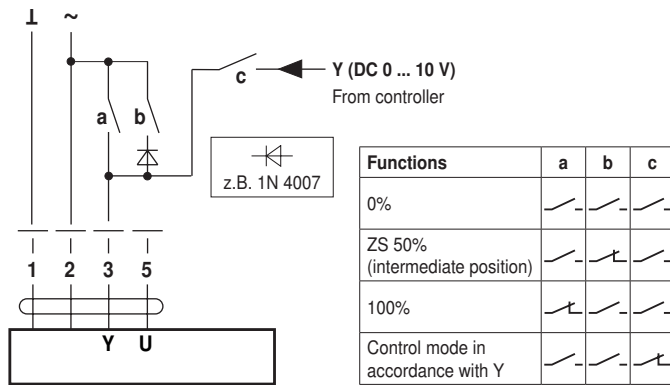 ⊥ ~
Y (DC 0 ... 10 V)
From controller
a b c
z.B. 1N 4007
1 2 3 5
Y U
Functions a b c
0%
ZS 50%
(intermediate position)
100%
Control mode in
accordance with Y